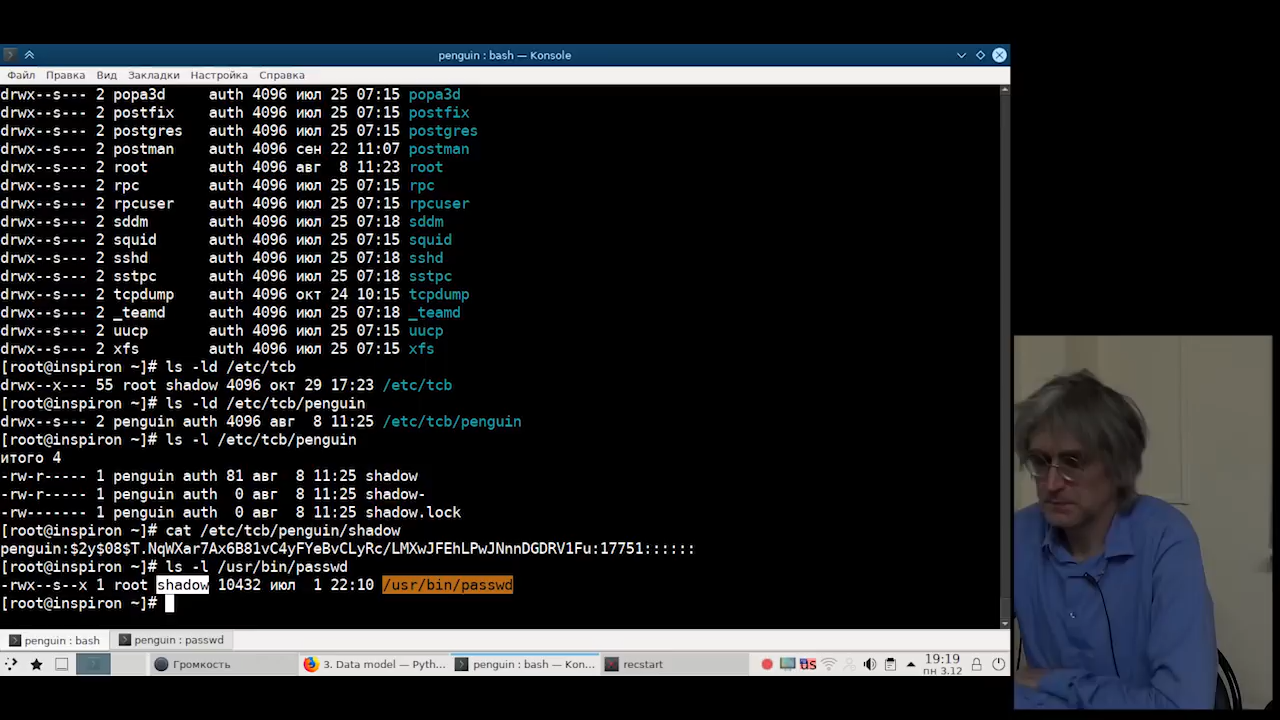 penguin : bash — Konsole
Файл Правка Вид Закладки Настройка Справка
drwx--s--- 2 popa3d auth 4096 июл 25 07:15 popa3d
drwx--s--- 2 postfix auth 4096 июл 25 07:15 postfix
drwx--s--- 2 postgres auth 4096 июл 25 07:15 postgres
drwx--s--- 2 postman auth 4096 сен 22 11:07 postman
drwx--s--- 2 root auth 4096 авг 8 11:23 root
drwx--s--- 2 rpc auth 4096 июл 25 07:15 rpc
drwx--s--- 2 rpcuser auth 4096 июл 25 07:15 rpcuser
drwx--s--- 2 sddm auth 4096 июл 25 07:18 sddm
drwx--s--- 2 squid auth 4096 июл 25 07:15 squid
drwx--s--- 2 sshd auth 4096 июл 25 07:18 sshd
drwx--s--- 2 sstpc auth 4096 июл 25 07:18 sstpc
drwx--s--- 2 tcpdump auth 4096 окт 24 10:15 tcpdump
drwx--s--- 2 _teamd auth 4096 июл 25 07:18 _teamd
drwx--s--- 2 uucp auth 4096 июл 25 07:15 uucp
drwx--s--- 2 xfs auth 4096 июл 25 07:15 xfs
[root@inspiron ~]# ls -ld /etc/tcb
drwx--x--- 55 root shadow 4096 окт 29 17:23 /etc/tcb
[root@inspiron ~]# ls -ld /etc/tcb/penguin
drwx--s--- 2 penguin auth 4096 авг 8 11:25 /etc/tcb/penguin
[root@inspiron ~]# ls -l /etc/tcb/penguin
итого 4
-rw-r----- 1 penguin auth 81 авг 8 11:25 shadow
-rw-r----- 1 penguin auth 0 авг 8 11:25 shadow-
-rw------- 1 penguin auth 0 авг 8 11:25 shadow.lock
[root@inspiron ~]# cat /etc/tcb/penguin/shadow
penguin:$2y$08$T.NqWXar7Ax6B81vC4yFYeBvCLyRc/LMXwJFEhLPwJNnnDGDRV1Fu:17751::::::
[root@inspiron ~]# ls -l /usr/bin/passwd
-rwx--s--x 1 root shadow 10432 июл 1 22:10 /usr/bin/passwd
[root@inspiron ~]#
penguin : bash penguin : passwd
Громкость 3. Data model — Pyth... penguin : bash — Kon... recstart US 19:19
пн 3.12